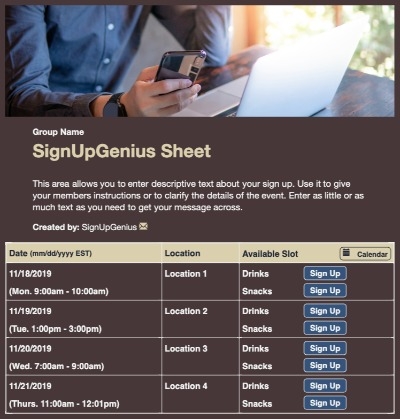 Group Name
SignUpGenius Sheet
This area allows you to enter descriptive text about your sign up. Use it to give
your members instructions or to clarify the details of the event. Enter as little or as
much text as you need to get your message across.
Created by: SignUpGenius
Date (mm/dd/yyyy EST) Location Available Slot Calendar
11/18/2019 Location 1 Drinks Sign Up
(Mon. 9:00am - 10:00am) Snacks Sign Up
11/19/2019 Location 2 Drinks Sign Up
(Tue. 1:00pm - 3:00pm) Snacks Sign Up
11/20/2019 Location 3 Drinks Sign Up
(Wed. 7:00am - 9:00am) Snacks Sign Up
11/21/2019 Location 4 Drinks Sign Up
(Thurs. 11:00am - 12:01pm) Snacks Sign Up